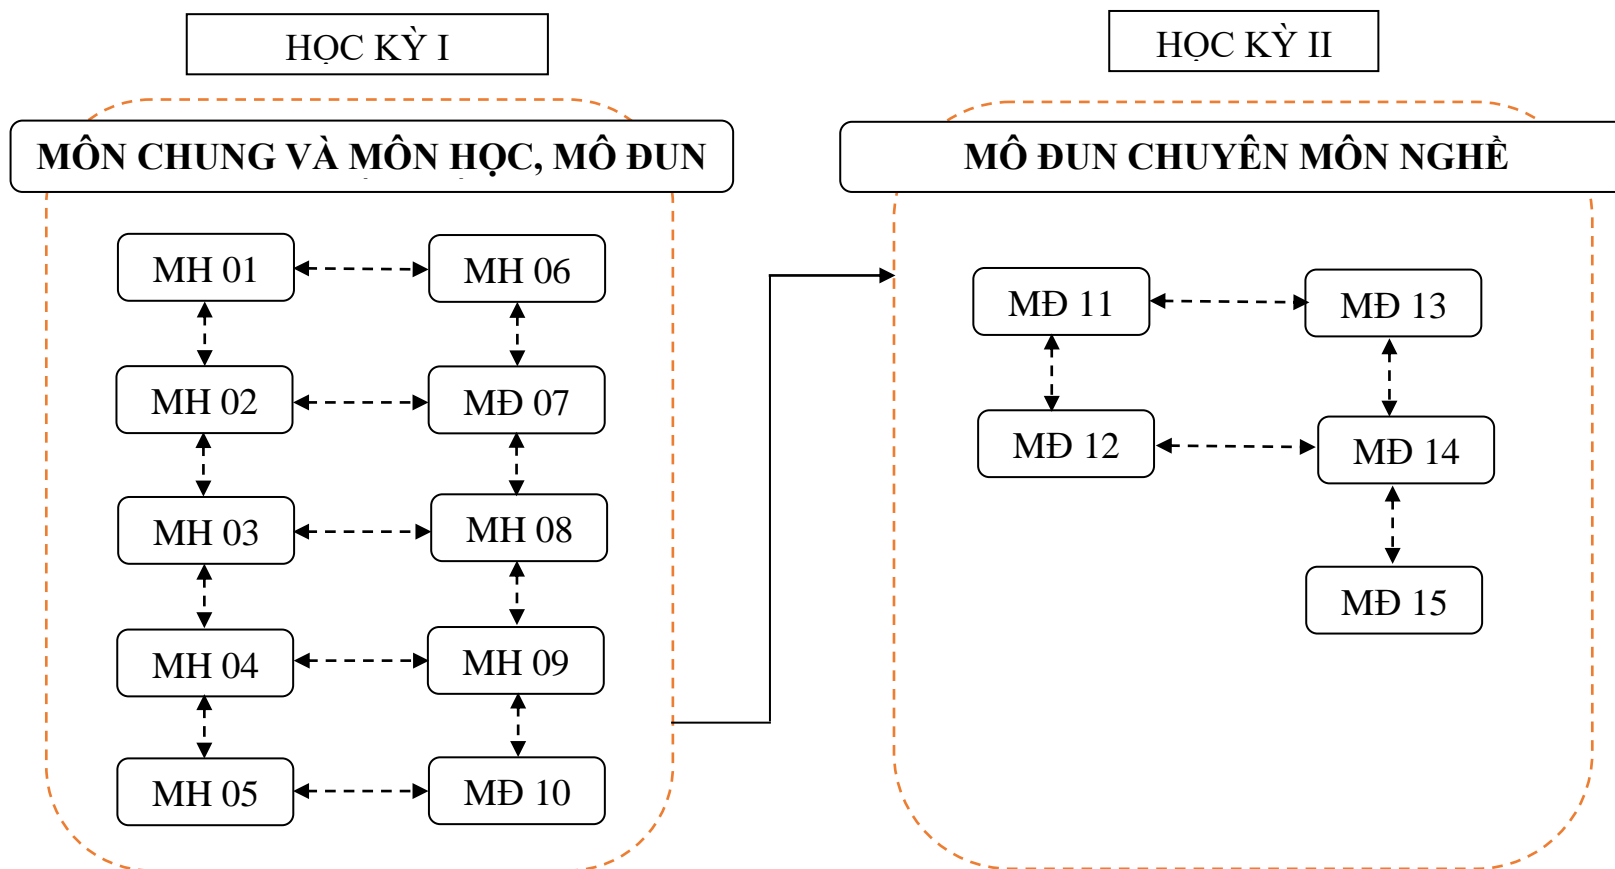 HỌC KỲ I
HỌC KỲ II
MÔN CHUNG VÀ MÔN HỌC, MÔ ĐUN
MÔ ĐUN CHUYÊN MÔN NGHỀ
MH 01
MH 06
MH 02
MĐ 07
MH 03
MH 08
MH 04
MH 09
MH 05
MĐ 10
MĐ 11
MĐ 13
MĐ 12
MĐ 14
MĐ 15